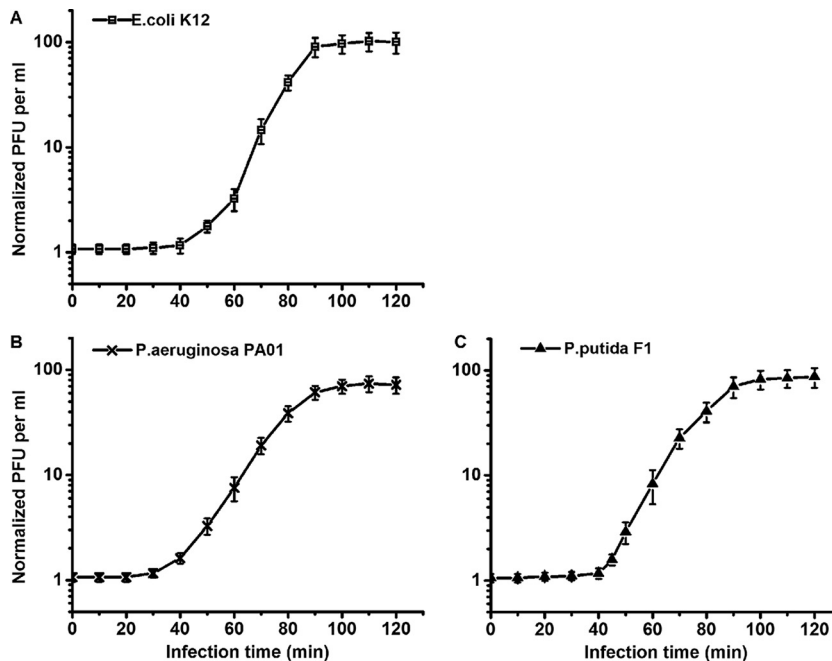 A
E.coli K12
Normalized PFU per ml
100
10
1
0 20 40 60 80 100 120
B
P.aeruginosa PA01
Normalized PFU per ml
100
10
1
0 20 40 60 80 100 120
Infection time (min)
C
P.putida F1
100
10
1
0 20 40 60 80 100 120
Infection time (min)